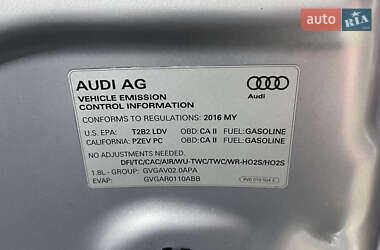 auto RIA
AUDI AG
Audi
VEHICLE EMISSION
CONTROL INFORMATION
CONFORMS TO REGULATIONS: 2016 MY
U.S. EPA: T2B2 LDV OBD: CA II FUEL: GASOLINE
CALIFORNIA: PZEV PC OBD: CA II FUEL: GASOLINE
NO ADJUSTMENTS NEEDED
DFI/TC/CAC/AIR/WU-TWC/TWC/WR-HO2S/HO2S
1.8L - GROUP: GVGAV02.0APA
EVAP: GVGAR0110ABB